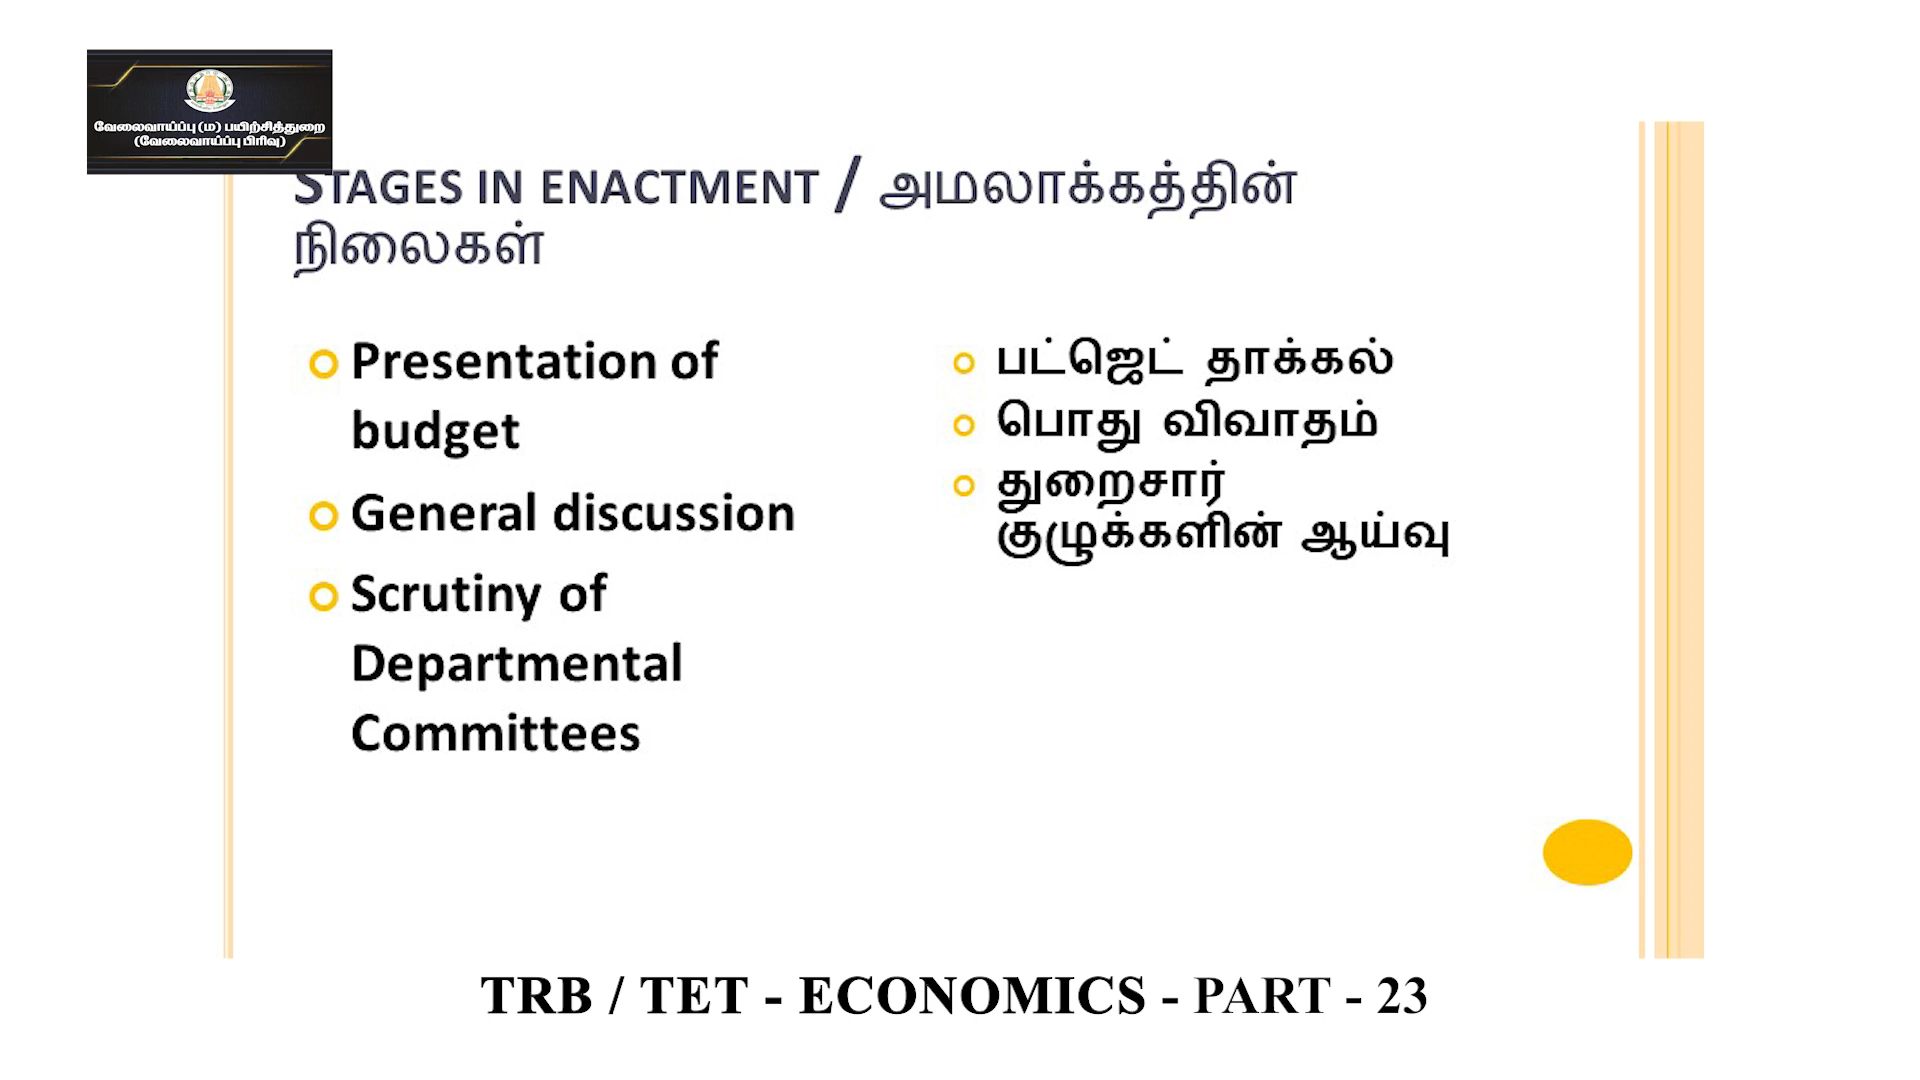 வேலைவாய்ப்பு (ம) பயிற்சித்துறை
(வேலைவாய்ப்பு பிரிவு)
STAGES IN ENACTMENT / அமலாக்கத்தின்
நிலைகள்
Presentation of
budget
General discussion
Scrutiny of
Departmental
Committees
பட்ஜெட் தாக்கல்
பொது விவாதம்
துறைசார்
குழுக்களின் ஆய்வு
TRB / TET - ECONOMICS - PART - 23